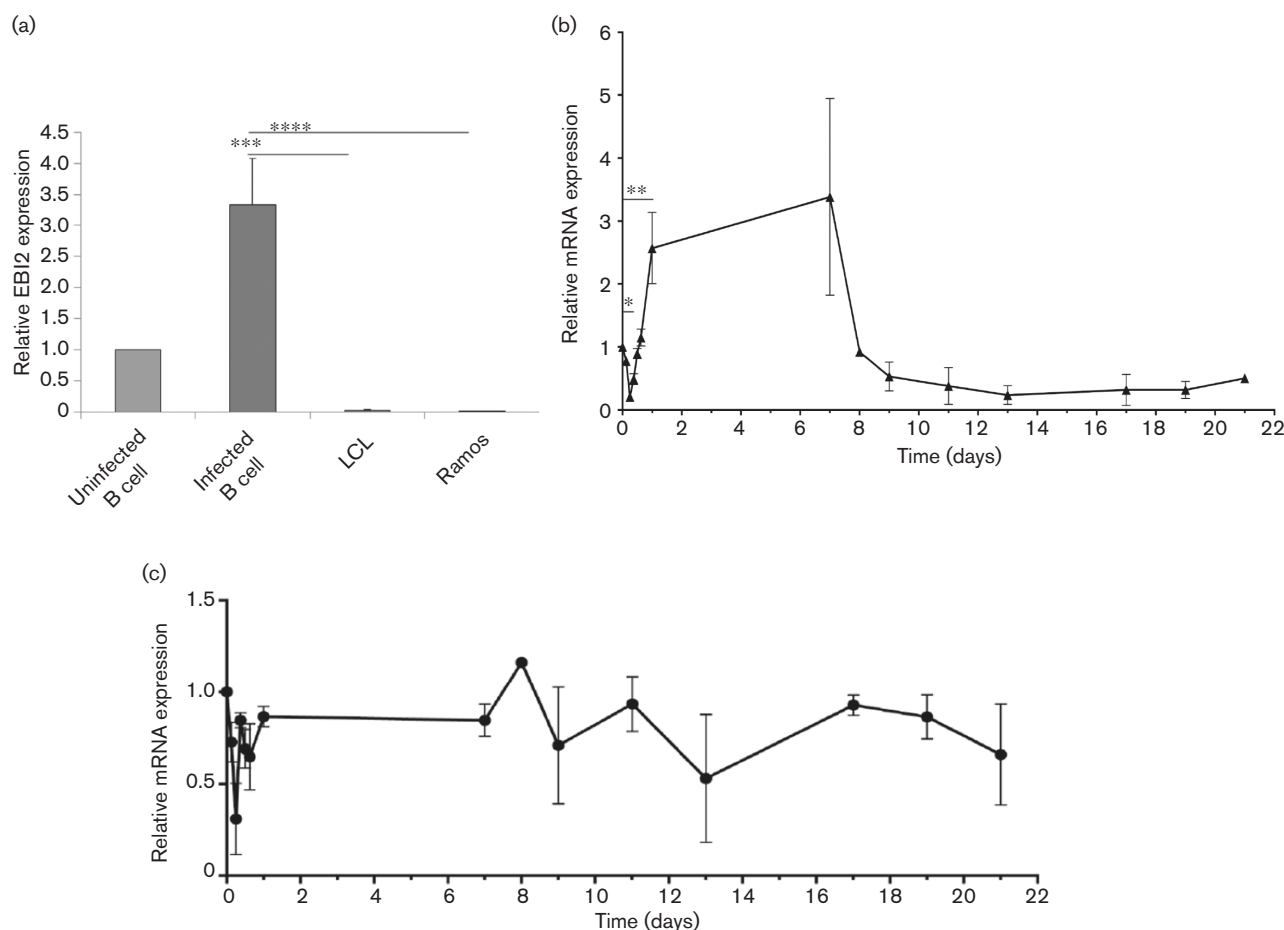 (a)
Relative EBI2 expression
4.5
4.0
3.5
3.0
2.5
2.0
1.5
1.0
0.5
0
***
****
Uninfected
B cell
Infected
B cell
LCL
Ramos
(b)
Relative mRNA expression
6
5
4
3
2
1
0
**
*
0 2 4 6 8 10 12 14 16 18 20 22
Time (days)
(c)
Relative mRNA expression
1.5
1.0
0.5
0
0 2 4 6 8 10 12 14 16 18 20 22
Time (days)